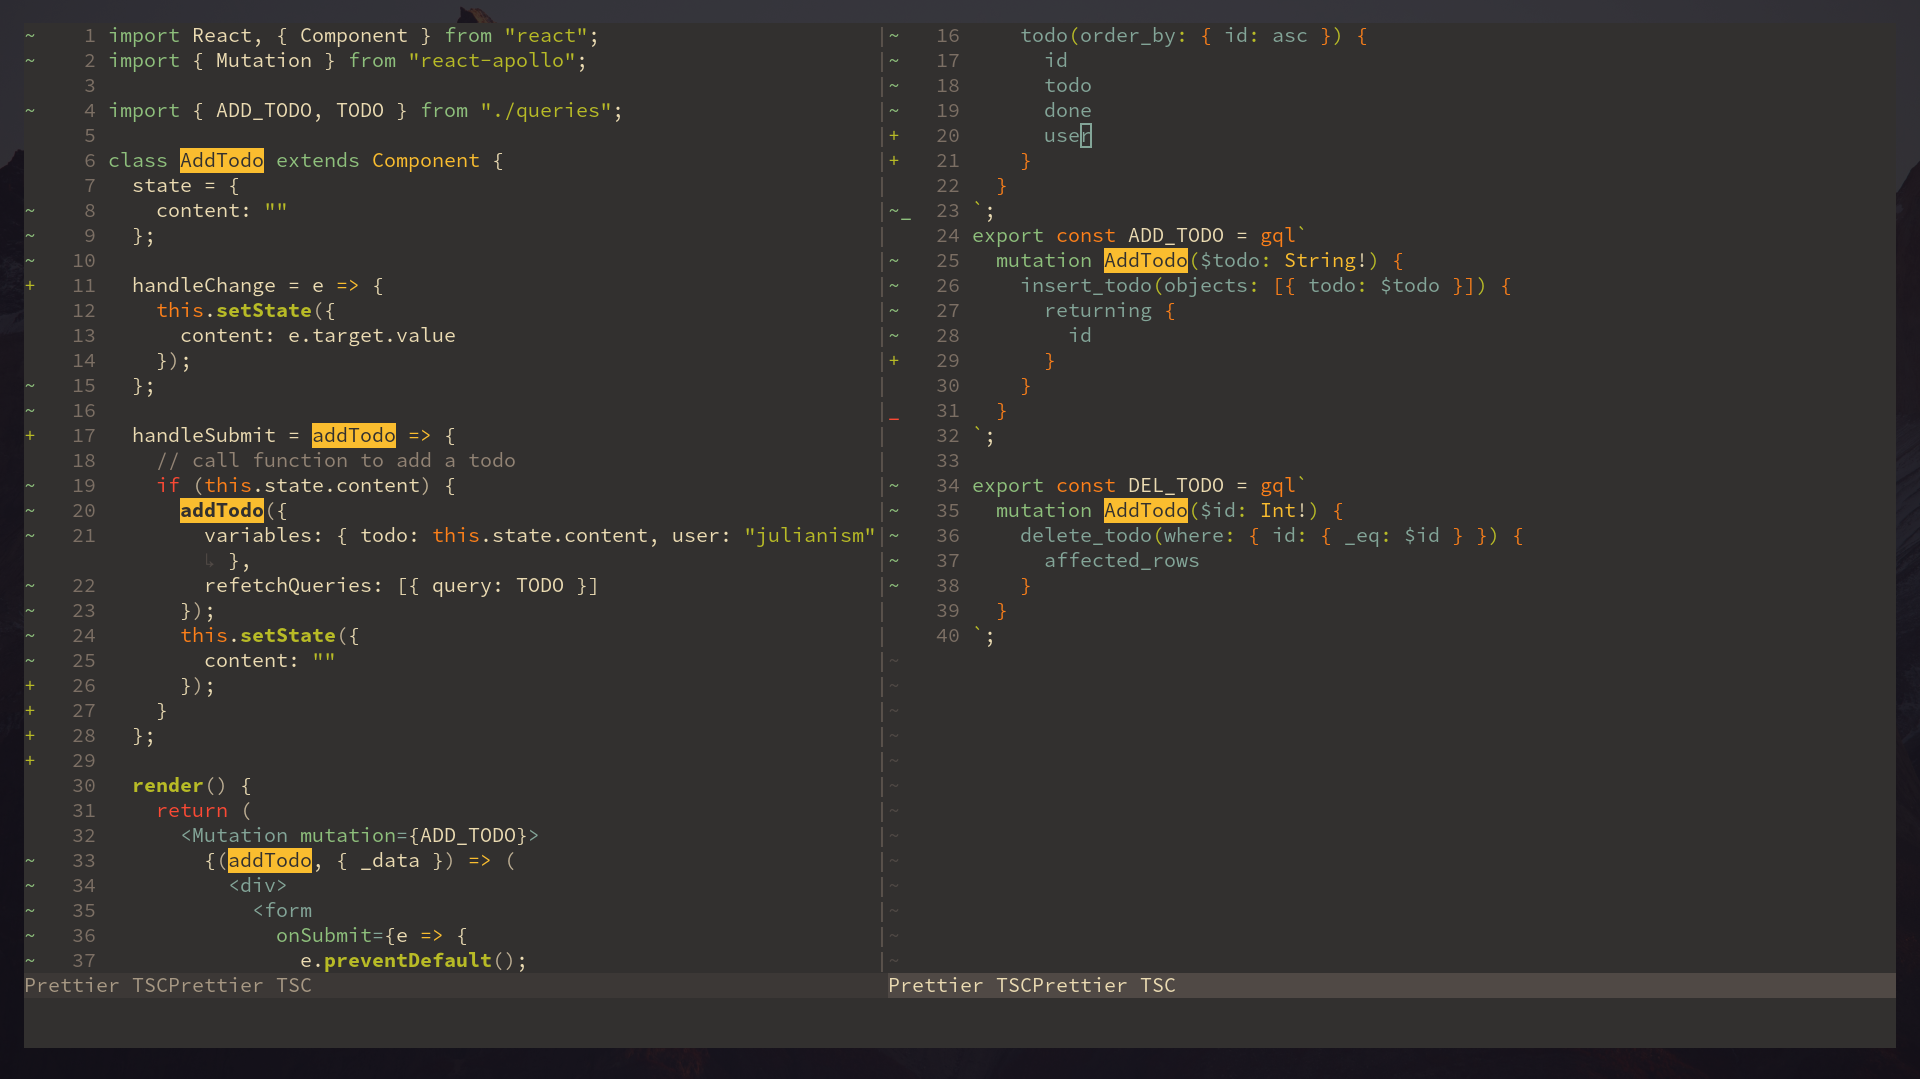 ~ 1 import React, { Component } from "react";
~ 2 import { Mutation } from "react-apollo";
3
~ 4 import { ADD_TODO, TODO } from "./queries";
5
6 class AddTodo extends Component {
7 state = {
~ 8 content: ""
~ 9 };
~ 10
+ 11 handleChange = e => {
12 this.setState({
13 content: e.target.value
14 });
~ 15 };
~ 16
+ 17 handleSubmit = addTodo => {
18 // call function to add a todo
~ 19 if (this.state.content) {
~ 20 addTodo({
~ 21 variables: { todo: this.state.content, user: "julianism"
↳ },
~ 22 refetchQueries: [{ query: TODO }]
~ 23 });
~ 24 this.setState({
~ 25 content: ""
+ 26 });
+ 27 }
+ 28 };
+ 29
30 render() {
31 return (
32 <Mutation mutation={ADD_TODO}>
~ 33 {(addTodo, { _data }) => (
~ 34 <div>
~ 35 <form
~ 36 onSubmit={e => {
~ 37 e.preventDefault();
Prettier TSCPrettier TSC
~ 16 todo(order_by: { id: asc }) {
~ 17 id
~ 18 todo
~ 19 done
+ 20 user
+ 21 }
22 }
~_ 23 `;
24 export const ADD_TODO = gql`
~ 25 mutation AddTodo($todo: String!) {
~ 26 insert_todo(objects: [{ todo: $todo }]) {
~ 27 returning {
~ 28 id
+ 29 }
30 }
_ 31 }
32 `;
33
~ 34 export const DEL_TODO = gql`
~ 35 mutation AddTodo($id: Int!) {
~ 36 delete_todo(where: { id: { _eq: $id } }) {
~ 37 affected_rows
~ 38 }
39 }
40 `;
~
~
~
~
~
~
~
~
~
~
~
~
~
Prettier TSCPrettier TSC